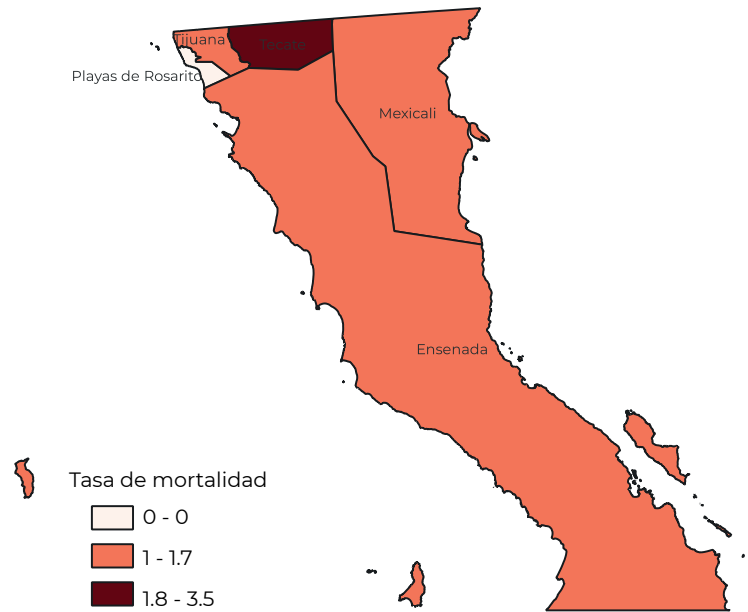 Tijuana
Tecate
Playas de Rosarito
Mexicali
Ensenada
Tasa de mortalidad
0 - 0
1 - 1.7
1.8 - 3.5